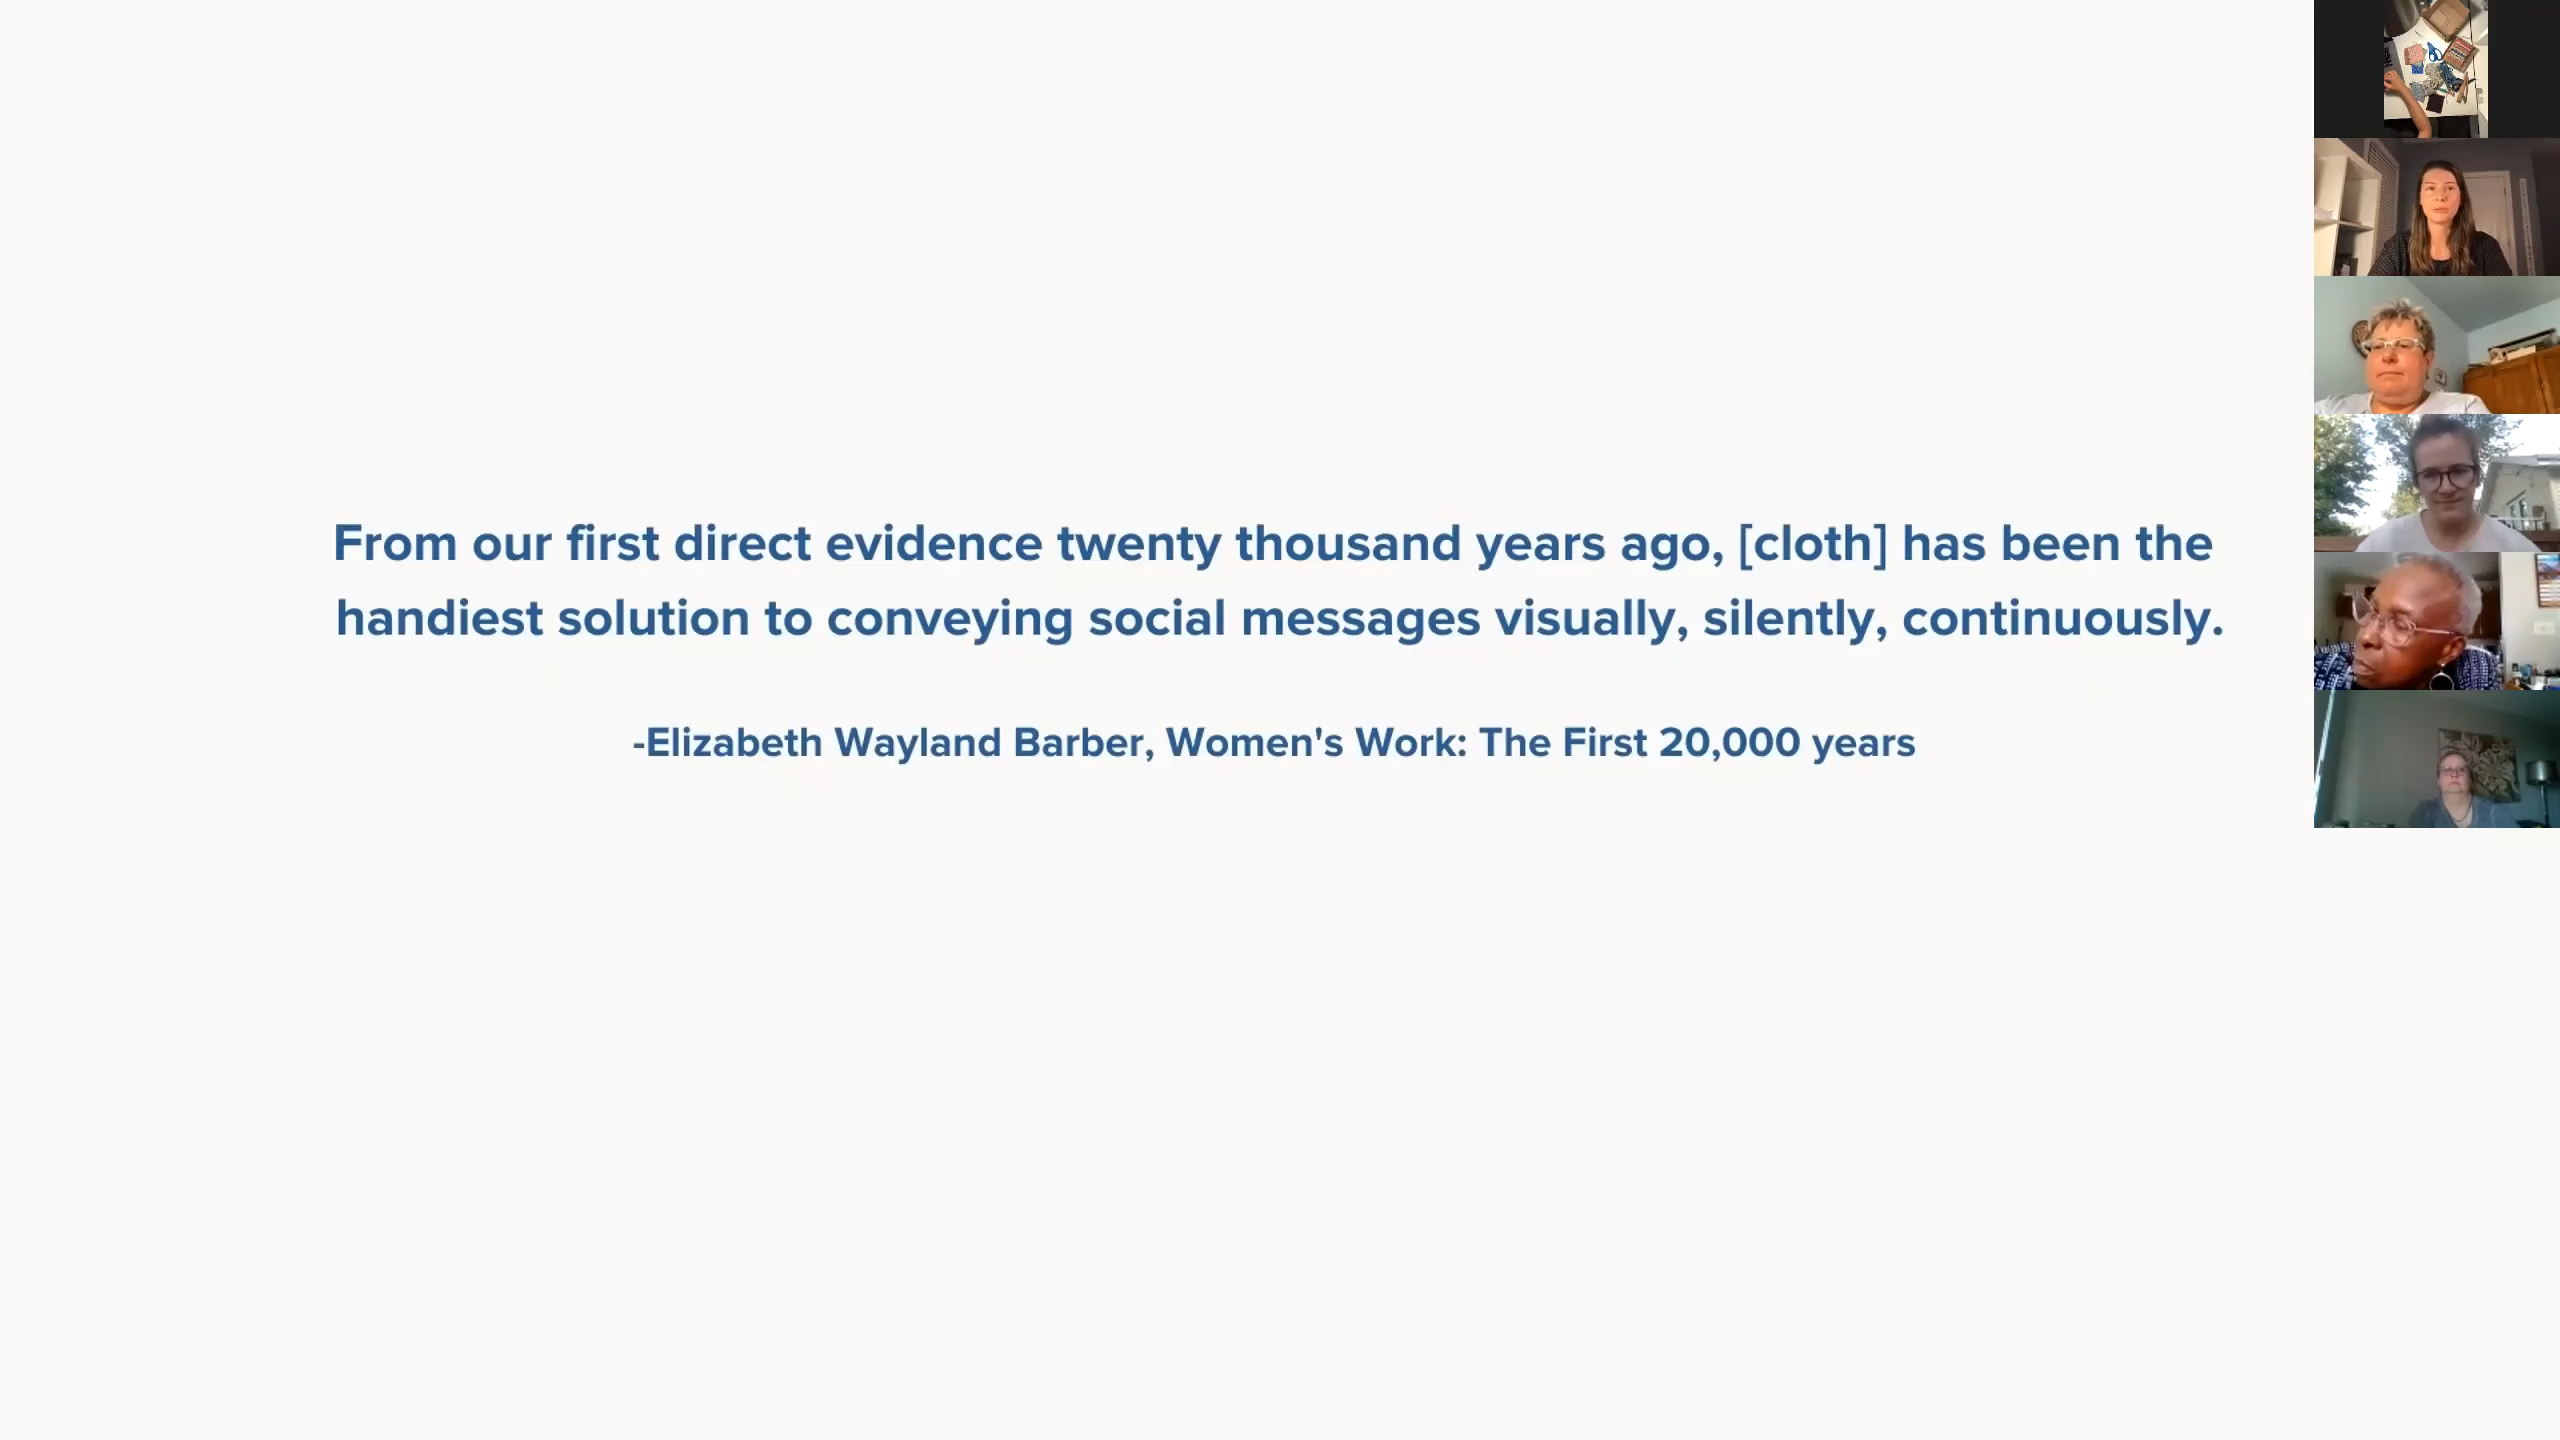 From our first direct evidence twenty thousand years ago, [cloth] has been the
handiest solution to conveying social messages visually, silently, continuously.
-Elizabeth Wayland Barber, Women's Work: The First 20,000 years